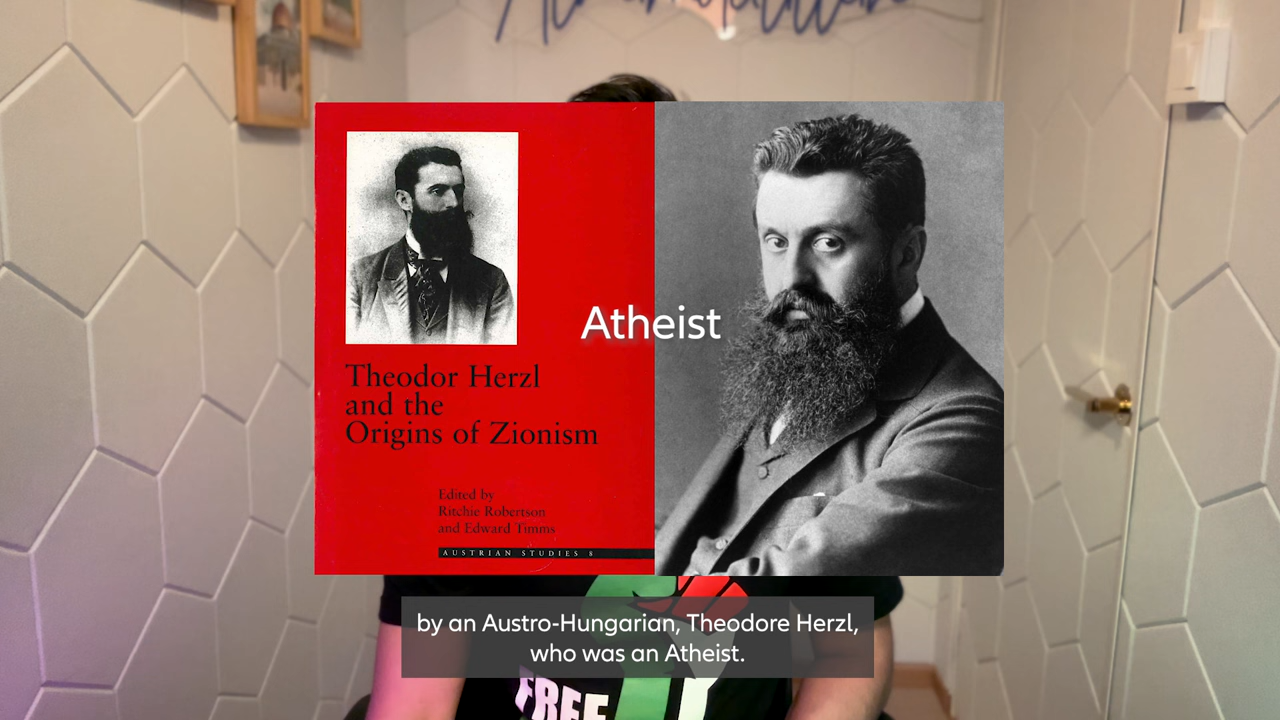 Theodor Herzl
and the
Origins of Zionism
Edited by
Ritchie Robertson
and Edward Timms
AUSTRIAN STUDIES 8
Atheist
by an Austro-Hungarian, Theodore Herzl,
who was an Atheist.
FREE